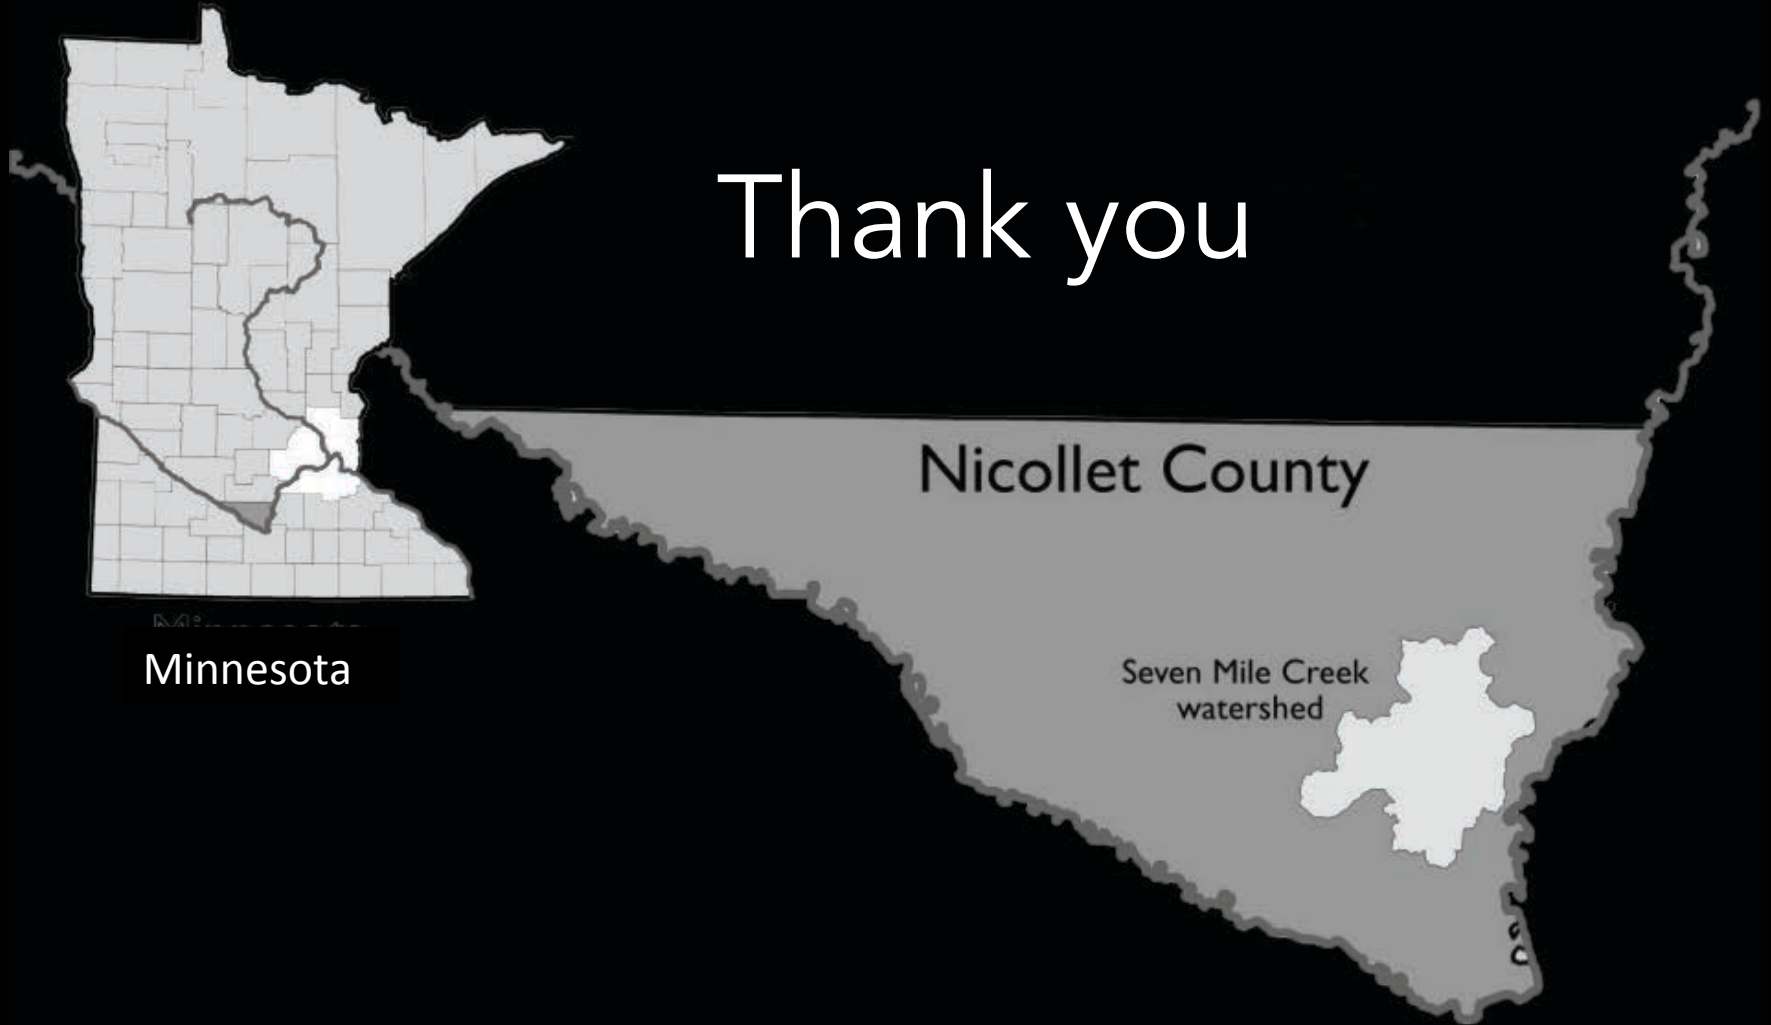 Thank you
Nicollet County
Seven Mile Creek
watershed
Minnesota